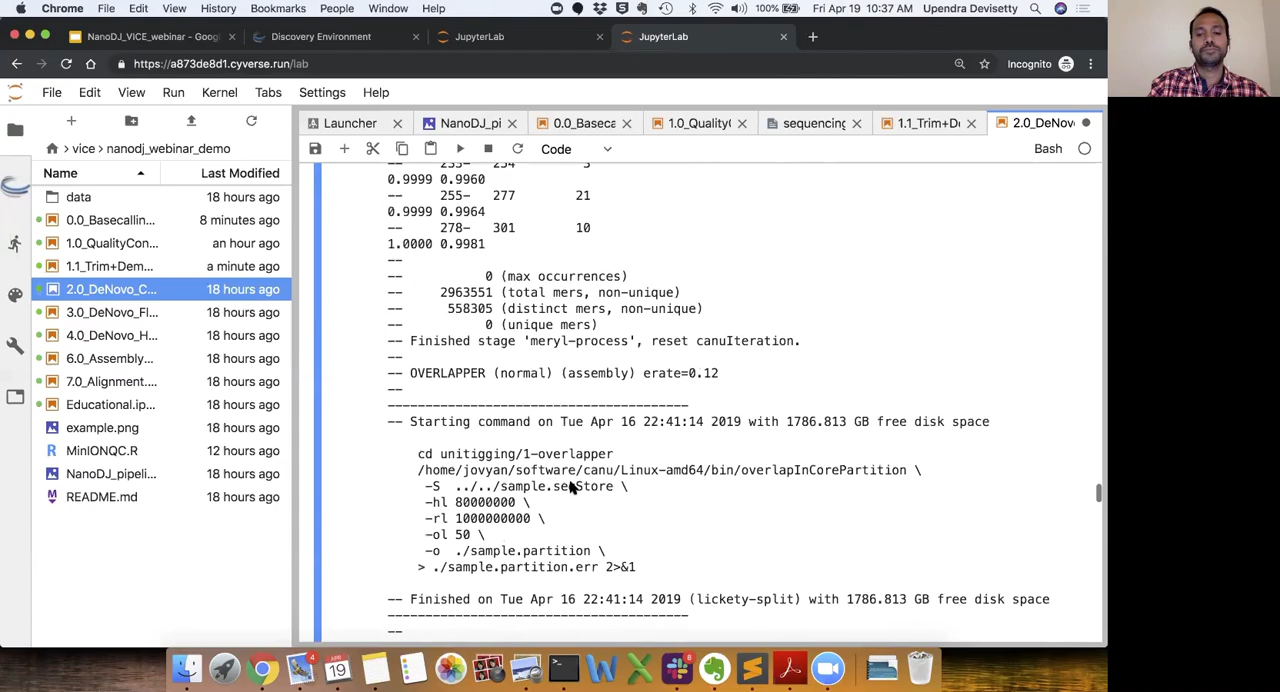 Chrome File Edit View History Bookmarks People Window Help 100% Fri Apr 19 10:37 AM Upendra Devisetty
NanoDJ_VICE_webinar - Goog Discovery Environment JupyterLab JupyterLab
https://a873de8d1.cyverse.run/lab Incognito
File Edit View Run Kernel Tabs Settings Help
Launcher NanoDJ_pi 0.0_Baseca 1.0_Quality sequencing 1.1_Trim+De 2.0_DeNov
Code Bash
vice nanodj_webinar_demo
Name Last Modified
data 18 hours ago
0.0_Basecallin... 8 minutes ago
1.0_QualityCon... an hour ago
1.1_Trim+Dem... a minute ago
2.0_DeNovo_C... 18 hours ago
3.0_DeNovo_Fl... 18 hours ago
4.0_DeNovo_H... 18 hours ago
6.0_Assembly... 18 hours ago
7.0_Alignment.... 18 hours ago
Educational.ip... 18 hours ago
example.png 18 hours ago
MinIONQC.R 12 hours ago
NanoDJ_pipeli... 18 hours ago
README.md 18 hours ago
0.9999 0.9960
-- 255- 277 21
0.9999 0.9964
-- 278- 301 10
1.0000 0.9981
--
-- 0 (max occurrences)
-- 2963551 (total mers, non-unique)
-- 558305 (distinct mers, non-unique)
-- 0 (unique mers)
-- Finished stage 'meryl-process', reset canuIteration.
--
-- OVERLAPPER (normal) (assembly) erate=0.12
--
----------------------------------------
-- Starting command on Tue Apr 16 22:41:14 2019 with 1786.813 GB free disk space
cd unitigging/1-overlapper
/home/jovyan/software/canu/Linux-amd64/bin/overlapInCorePartition \
-S ../../sample.seqStore \
-hl 80000000 \
-rl 1000000000 \
-ol 50 \
-o ./sample.partition \
> ./sample.partition.err 2>&1
-- Finished on Tue Apr 16 22:41:14 2019 (lickety-split) with 1786.813 GB free disk space
----------------------------------------
--